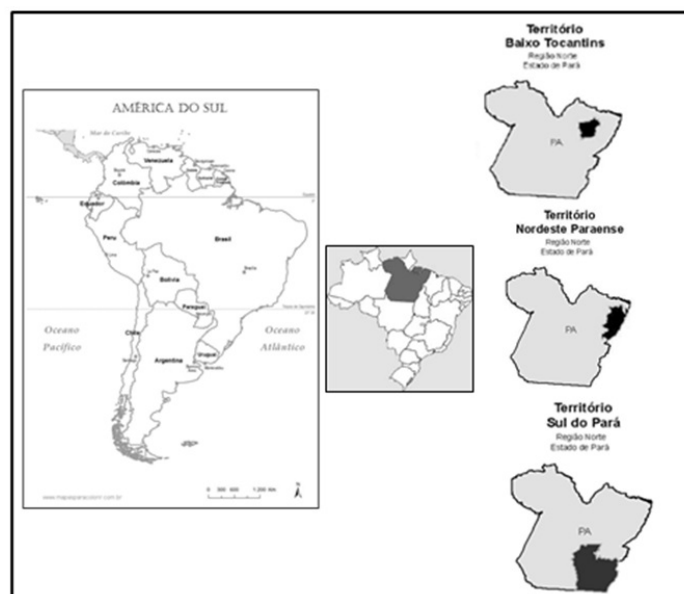 AMÉRICA DO SUL
Mar do Caribe
Venezuela
Colombia
Equador
Peru
Brasil
Bolívia
Paraguai
Chile
Argentina
Uruguai
Oceano
Pacífico
Oceano
Atlântico
www.mapasparacolorir.com.br
Território
Baixo Tocantins
Região Norte
Estado de Pará
PA
Território
Nordeste Paraense
Região Norte
Estado de Pará
PA
Território
Sul do Pará
Região Norte
Estado de Pará
PA